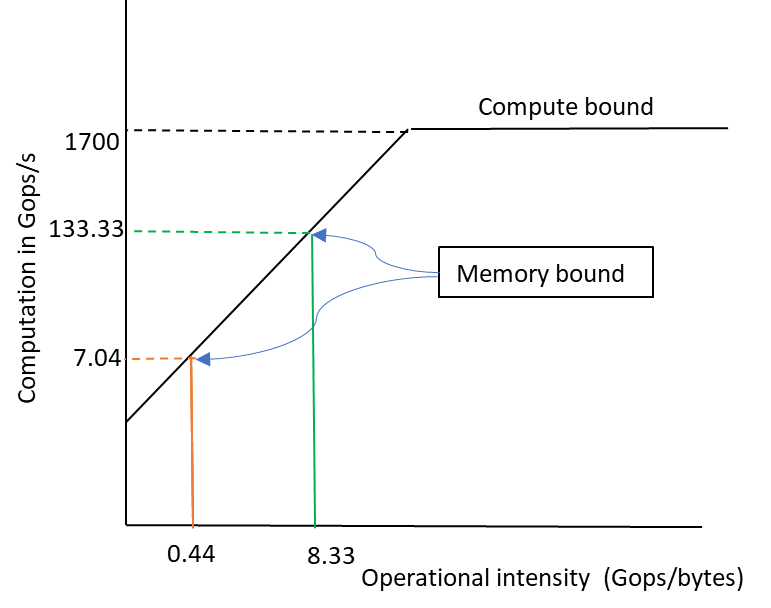 Compute bound
1700
133.33
Memory bound
7.04
Computation in Gops/s
0.44
8.33
Operational intensity (Gops/bytes)